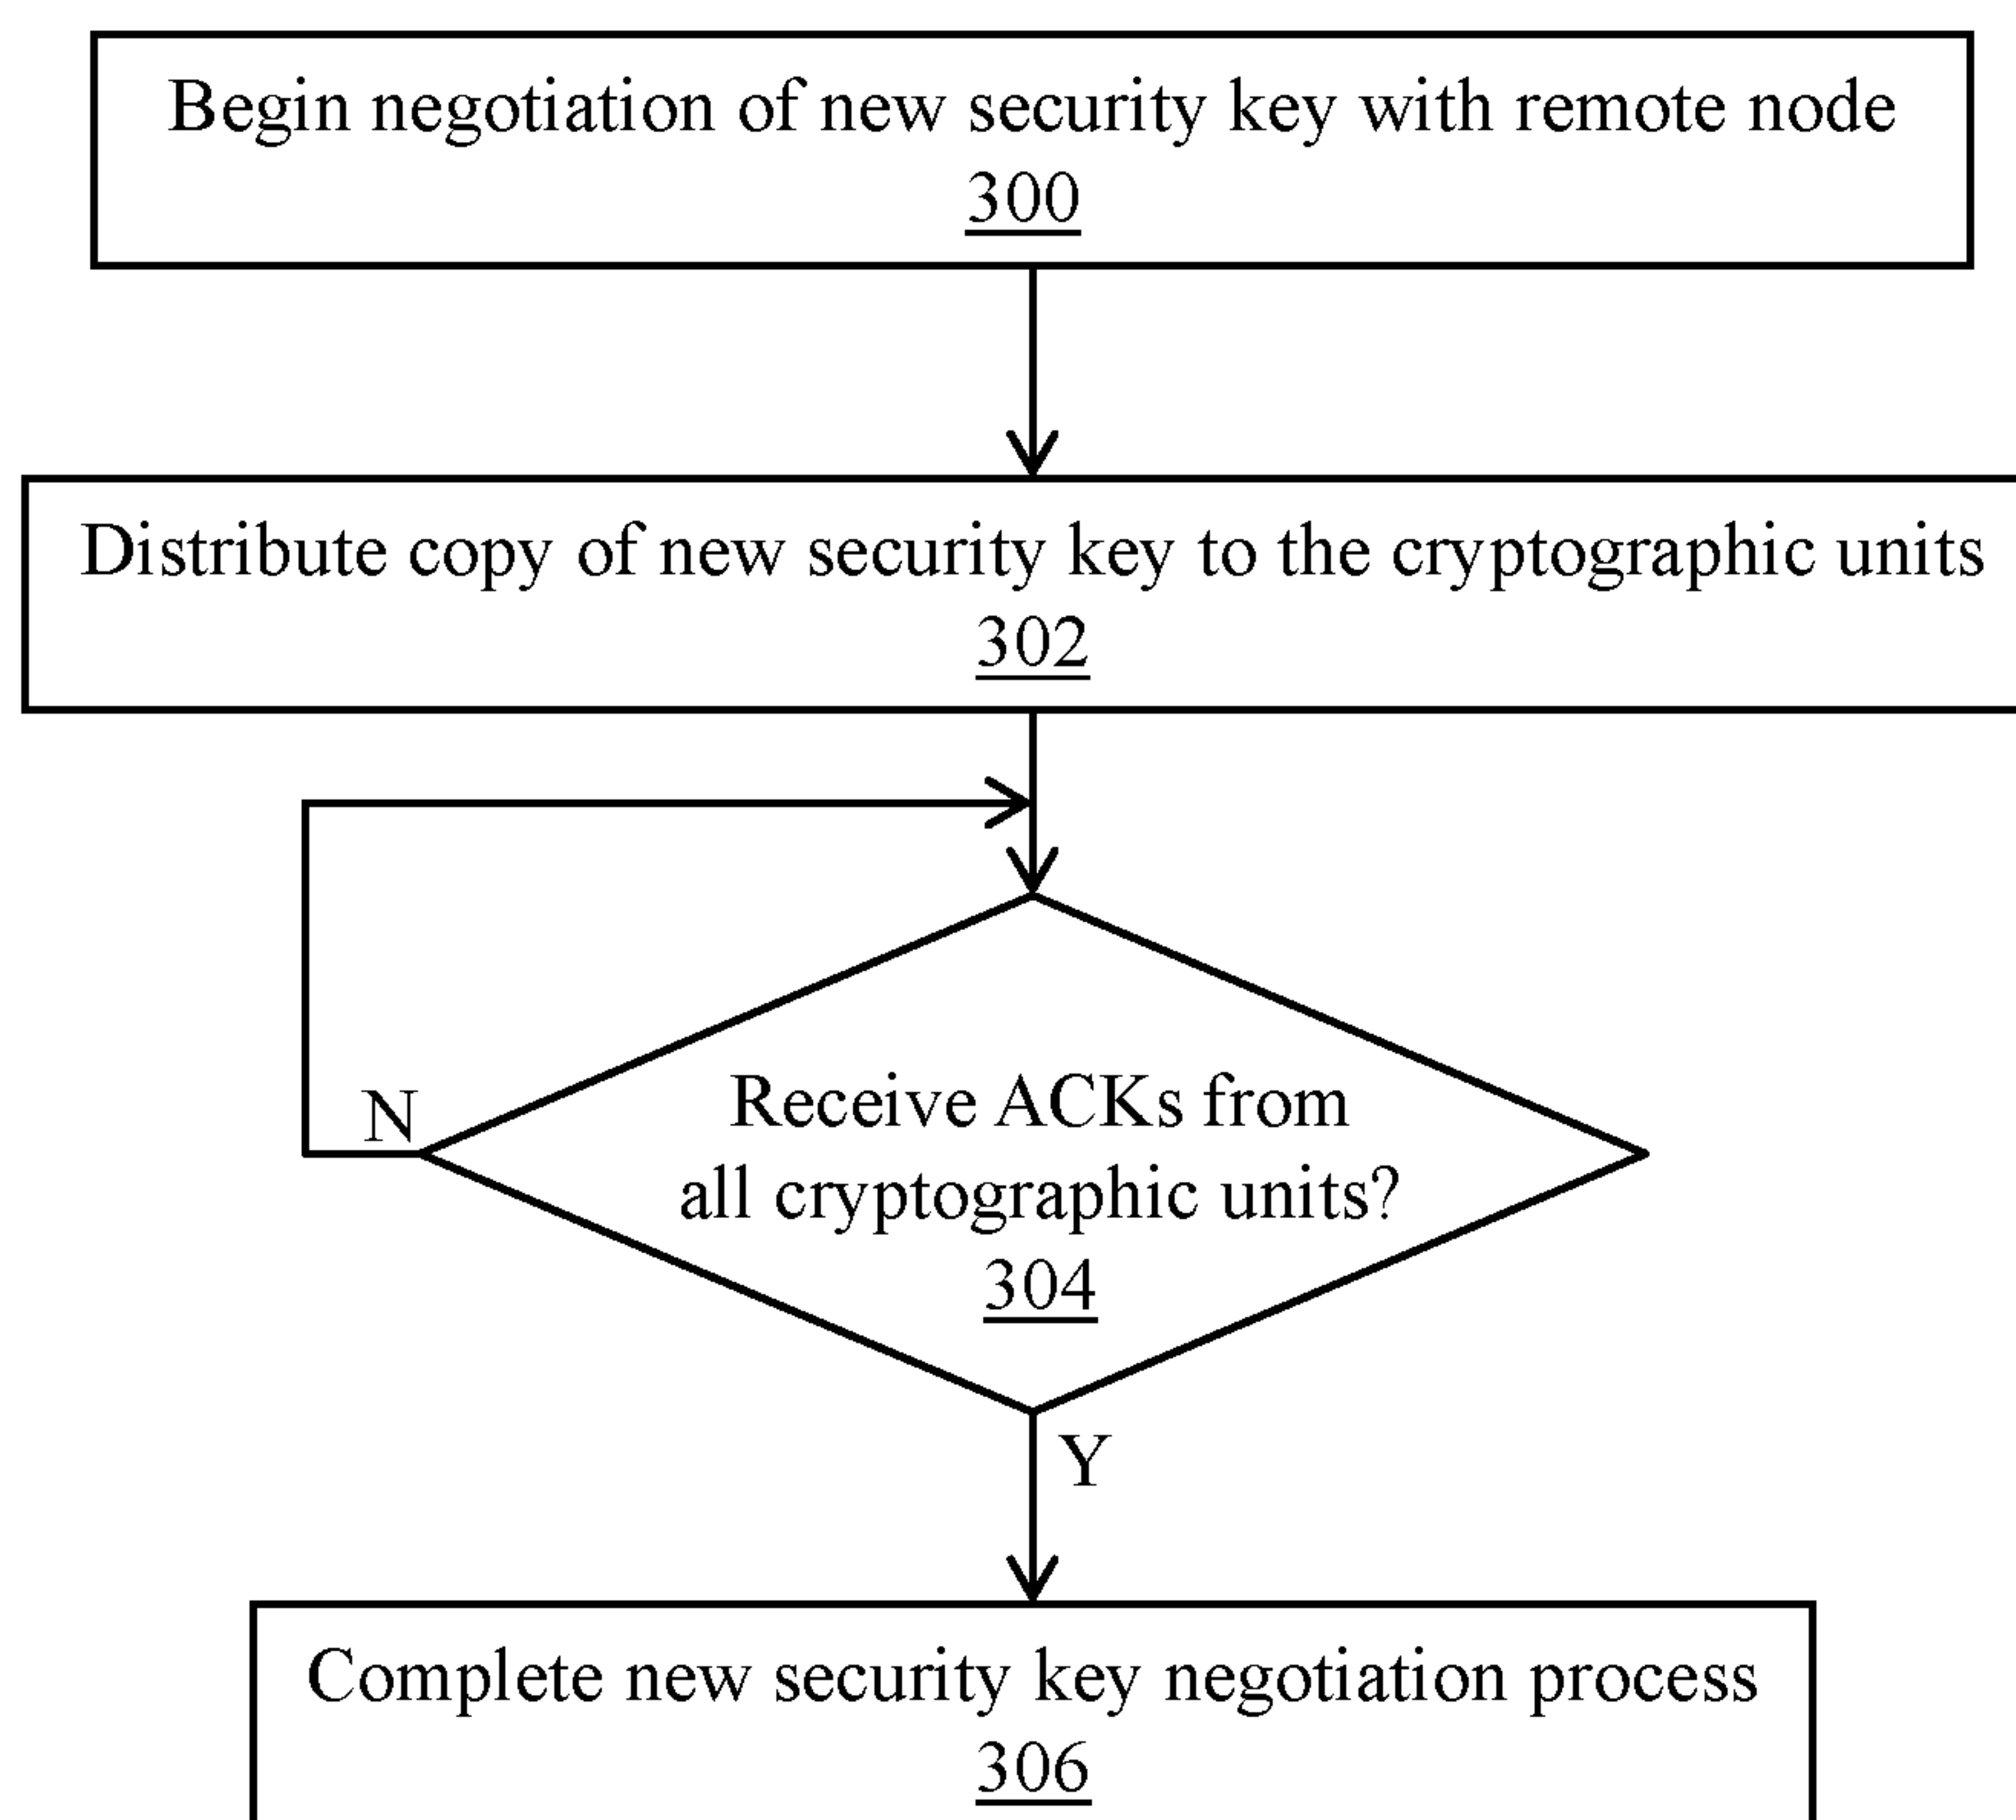 Begin negotiation of new security key with remote node
300
Distribute copy of new security key to the cryptographic units
302
N
Receive ACKs from
all cryptographic units?
304
Y
Complete new security key negotiation process
306